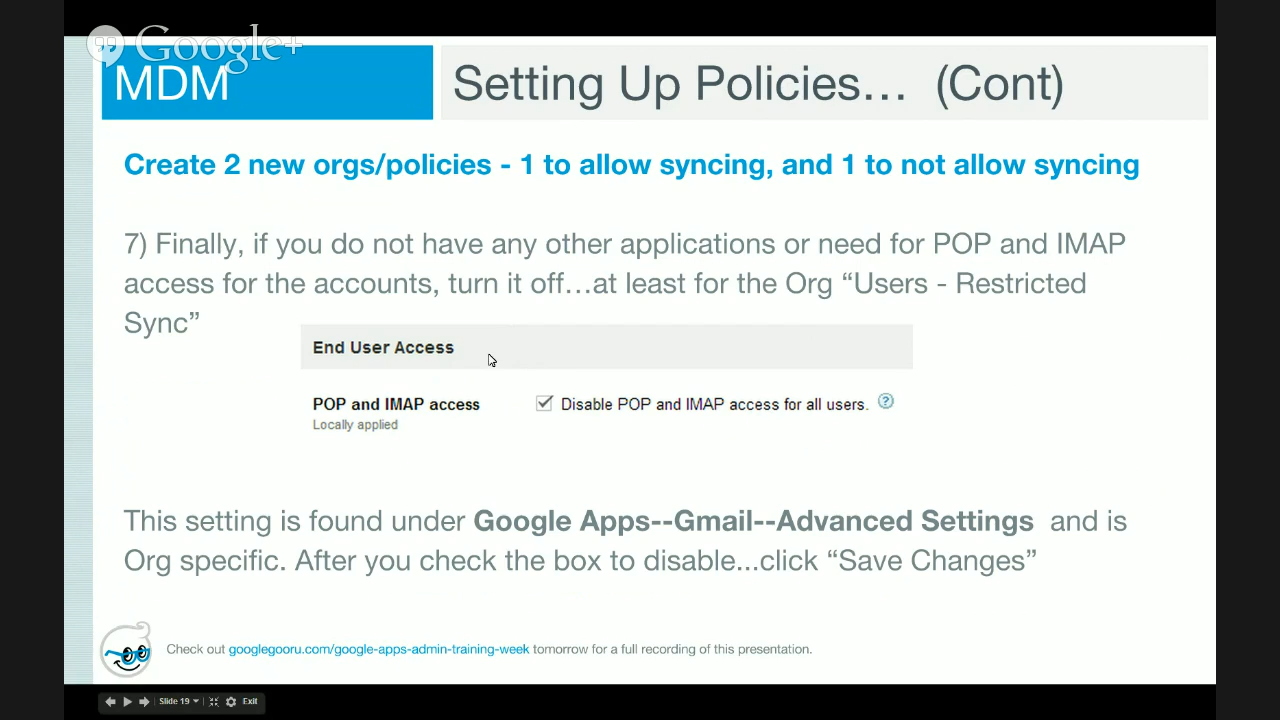 Google+
MDM
Setting Up Policies… (Cont)
Create 2 new orgs/policies - 1 to allow syncing, and 1 to not allow syncing
7) Finally, if you do not have any other applications or need for POP and IMAP
access for the accounts, turn it off…at least for the Org “Users - Restricted
Sync”
End User Access
POP and IMAP access
Disable POP and IMAP access for all users.
Locally applied
This setting is found under Google Apps--Gmail--Advanced Settings and is
Org specific. After you check the box to disable...click “Save Changes”
Check out googlegooru.com/google-apps-admin-training-week tomorrow for a full recording of this presentation.
Slide 19
Exit